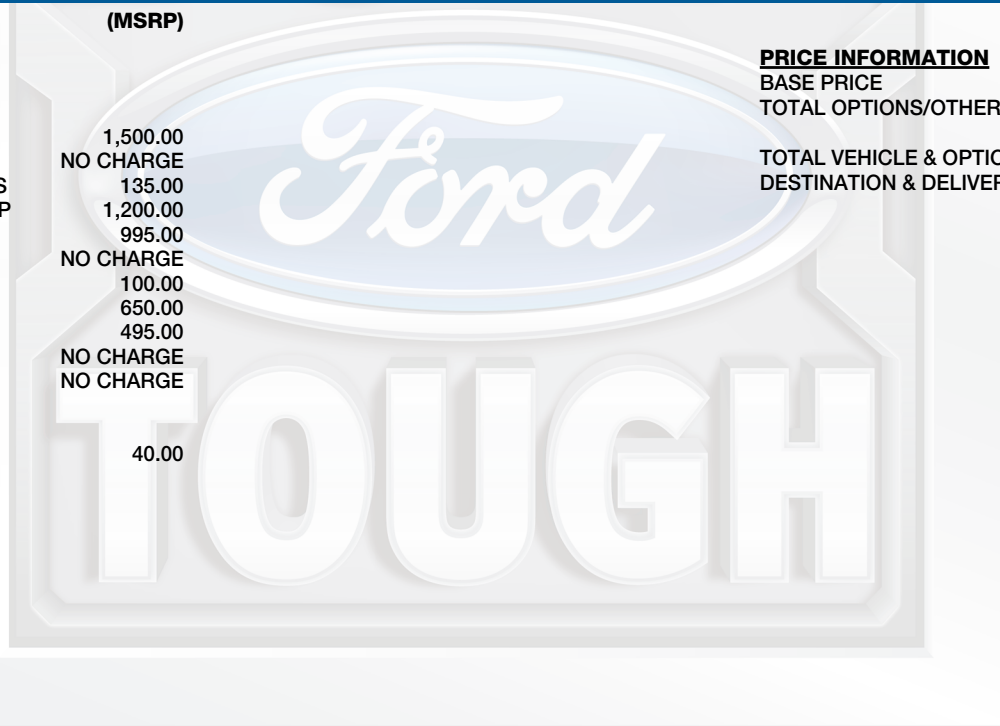 (MSRP)
1,500.00
NO CHARGE
S 135.00
P 1,200.00
995.00
NO CHARGE
100.00
650.00
495.00
NO CHARGE
NO CHARGE
40.00
PRICE INFORMATION
BASE PRICE
TOTAL OPTIONS/OTHER
TOTAL VEHICLE & OPTIO
DESTINATION & DELIVER
Ford
TOUGH